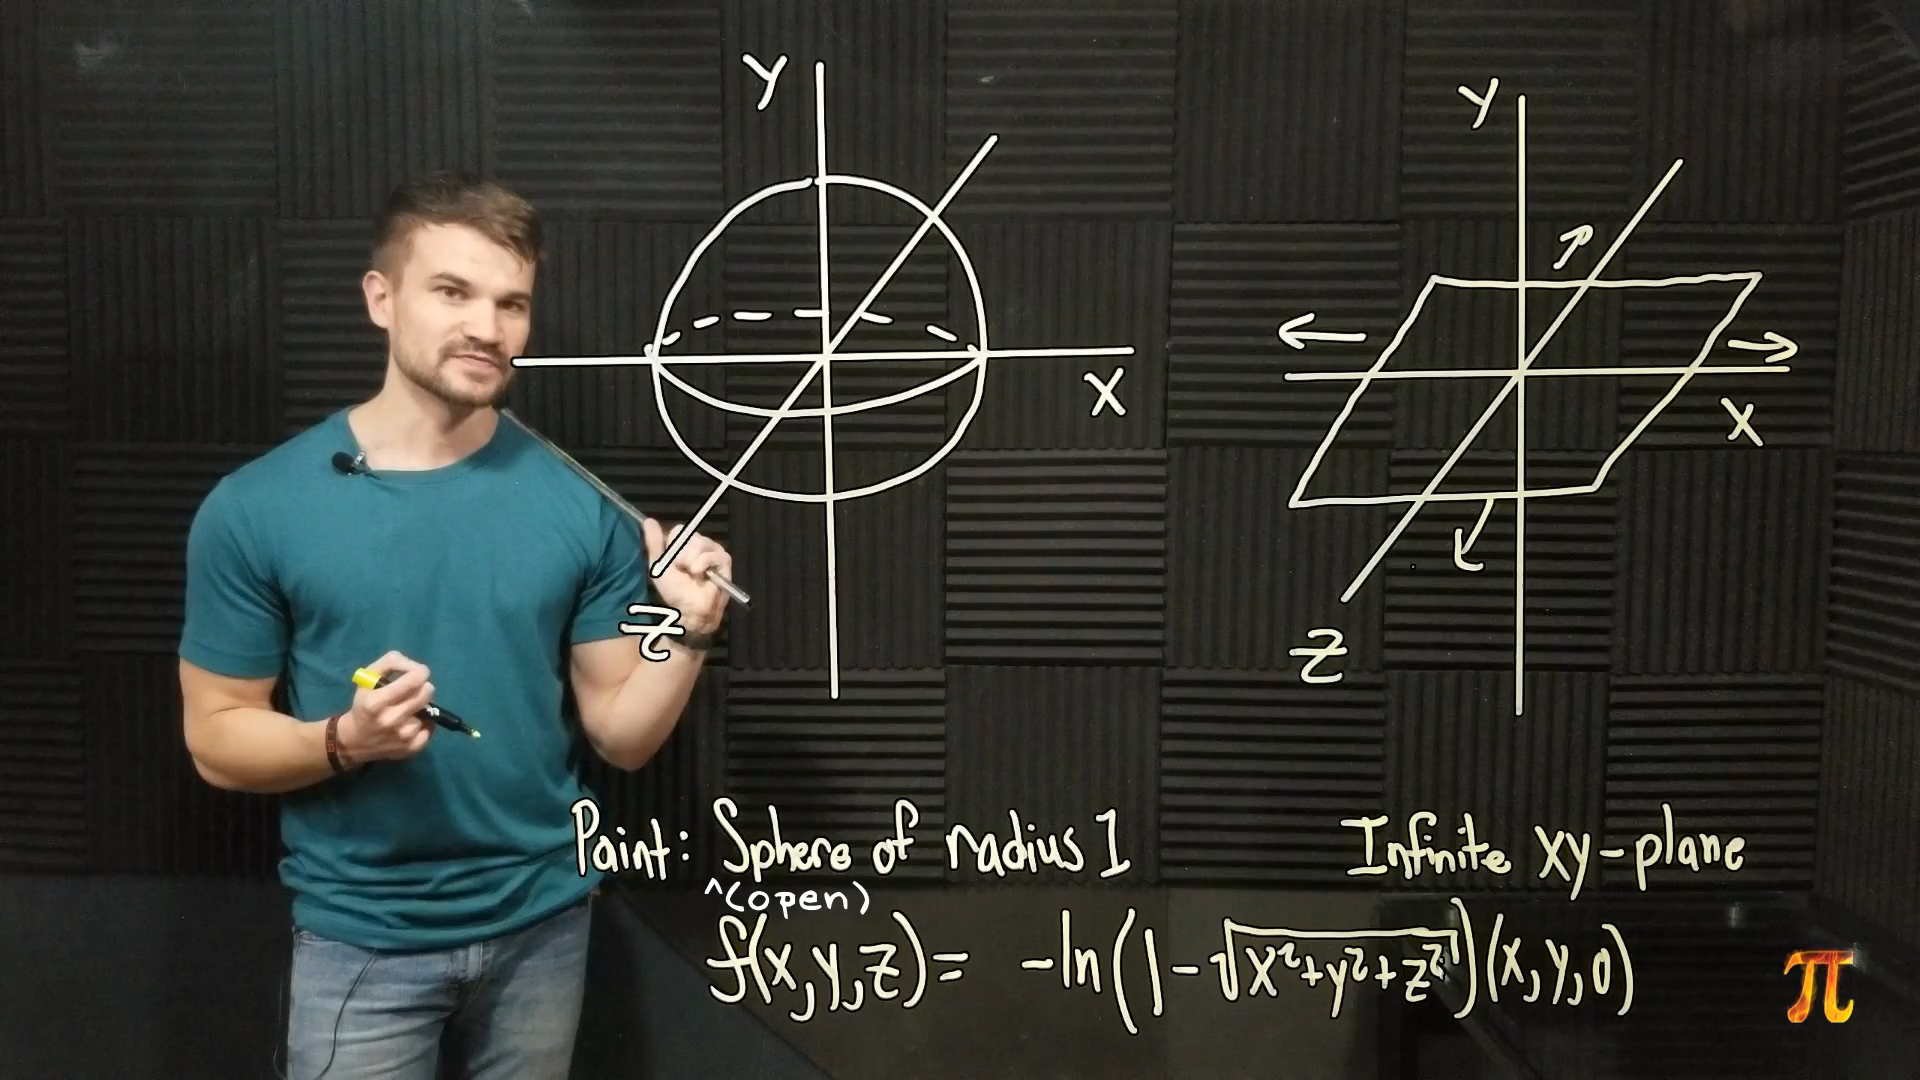 Y
X
Z
Y
X
Z
Paint: Sphere of radius 1
^(open)
Infinite xy-plane
f(x,y,z)= -ln(1-√x²+y²+z²)(x,y,0)
π